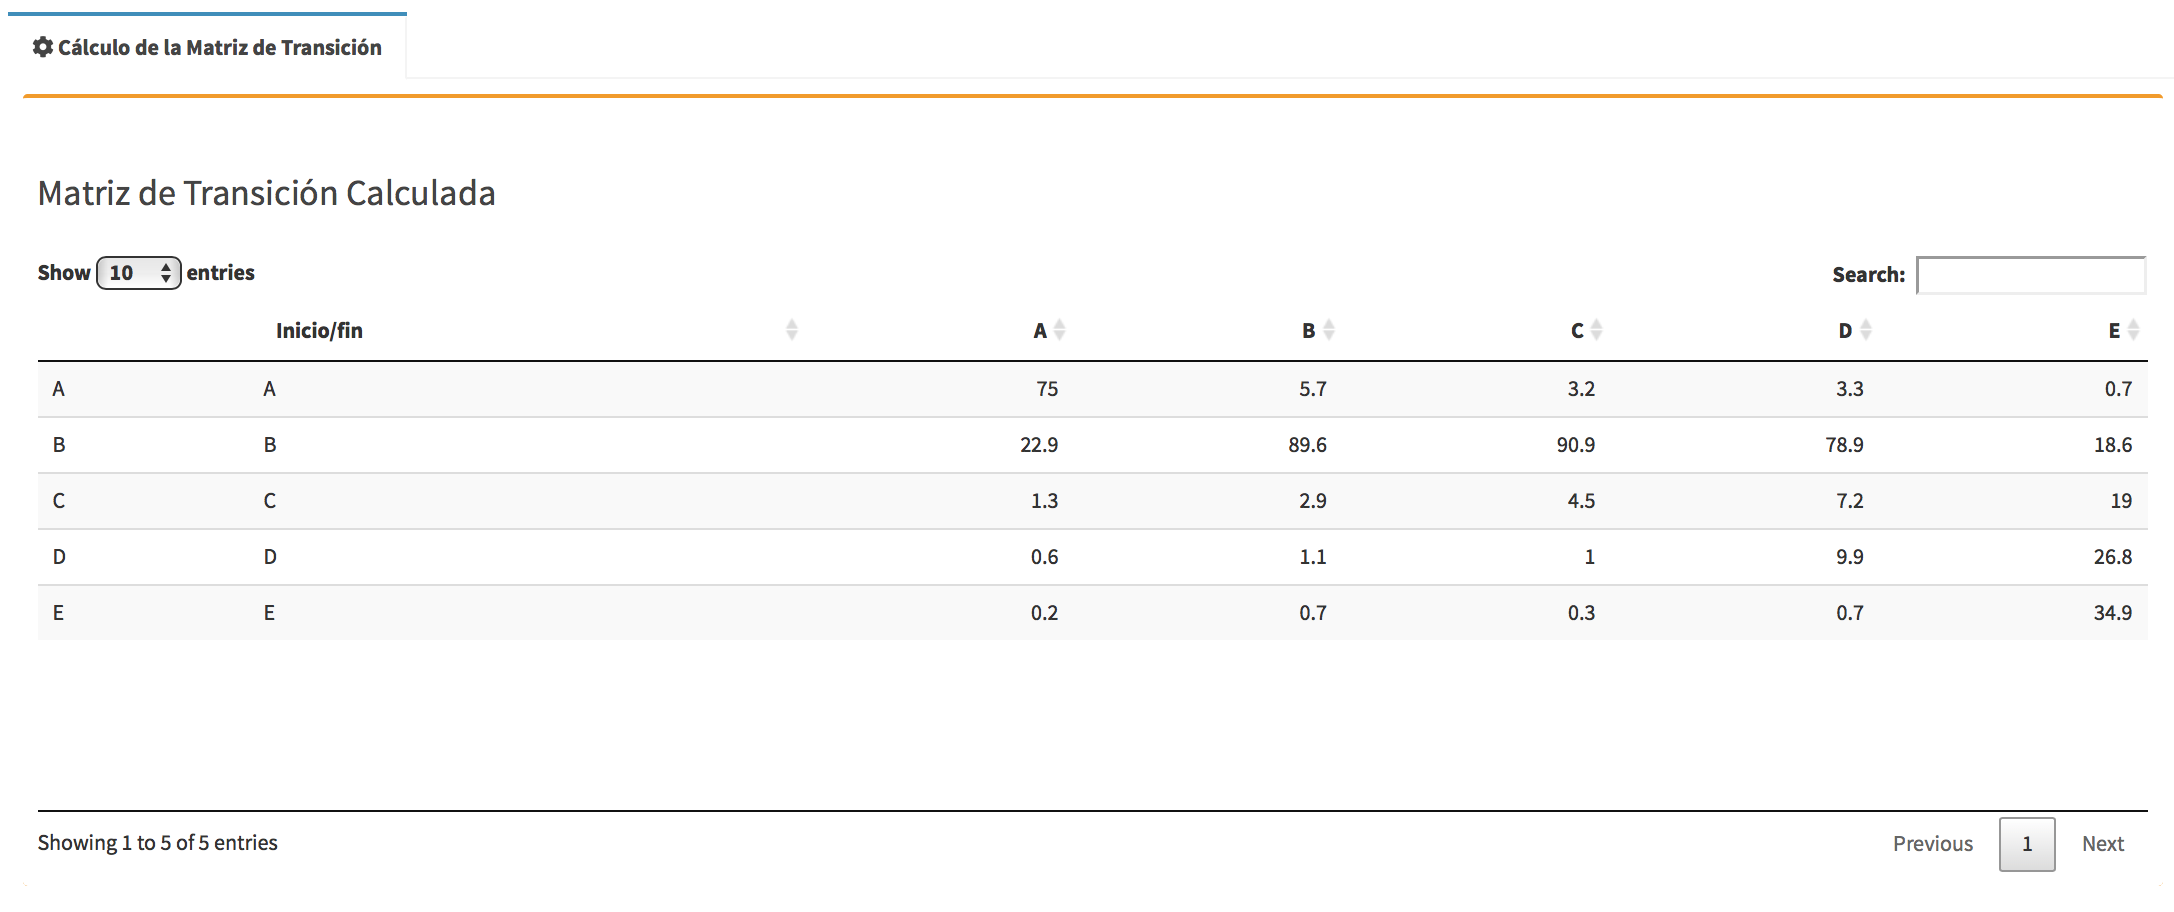 Cálculo de la Matriz de Transición
Matriz de Transición Calculada
Show 10 entries
Search:
Inicio/fin A B C D E
A A 75 5.7 3.2 3.3 0.7
B B 22.9 89.6 90.9 78.9 18.6
C C 1.3 2.9 4.5 7.2 19
D D 0.6 1.1 1 9.9 26.8
E E 0.2 0.7 0.3 0.7 34.9
Showing 1 to 5 of 5 entries
Previous 1 Next